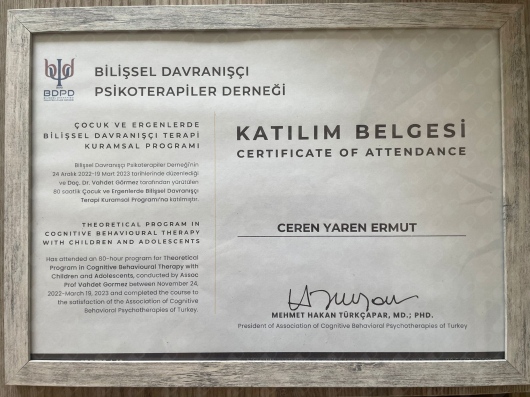 BDPD
BİLİŞSEL DAVRANIŞÇI
PSİKOTERAPİLER DERNEĞİ
ÇOCUK VE ERGENLERDE
BİLİŞSEL DAVRANIŞÇI TERAPİ
KURAMSAL PROGRAMI
Bilişsel Davranışçı Psikoterapiler Derneği'nin
24 Aralık 2022-19 Mart 2023 tarihlerinde düzenlediği
ve Doç. Dr. Vahdet Görmez tarafından yürütülen
80 saatlik Çocuk ve Ergenlerde Bilişsel Davranışçı
Terapi Kuramsal Programı'na katılmıştır.
THEORETICAL PROGRAM IN
COGNITIVE BEHAVIOURAL THERAPY
WITH CHILDREN AND ADOLESCENTS
Has attended an 80-hour program for Theoretical
Program in Cognitive Behavioural Therapy with
Children and Adolescents, conducted by Assoc
Prof Vahdet Gormez between November 24,
2022-March 19, 2023 and completed the course to
the satisfaction of the Association of Cognitive
Behavioral Psychotherapies of Turkey.
KATILIM BELGESİ
CERTIFICATE OF ATTENDANCE
CEREN YAREN ERMUT
MEHMET HAKAN TÜRKÇAPAR, MD.; PHD.
President of Association of Cognitive Behavioral Psychotherapies of Turkey